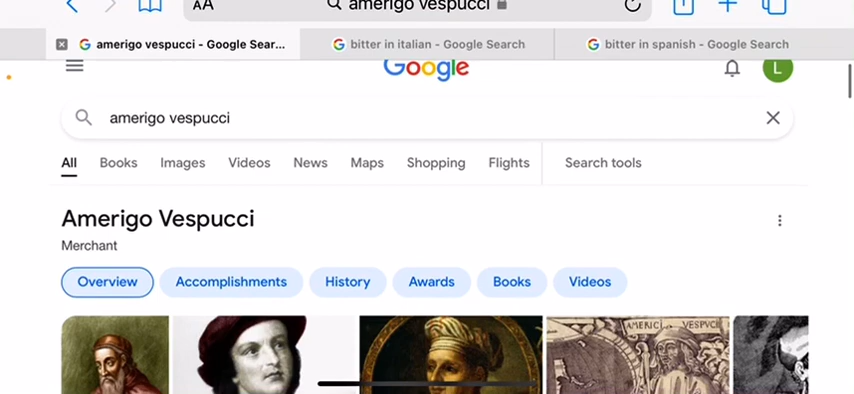 AA amerigo vespucci
amerigo vespucci - Google Sear... bitter in italian - Google Search bitter in spanish - Google Search
Google L
amerigo vespucci
All Books Images Videos News Maps Shopping Flights Search tools
Amerigo Vespucci
Merchant
Overview Accomplishments History Awards Books Videos
AMERICI VESPVCII